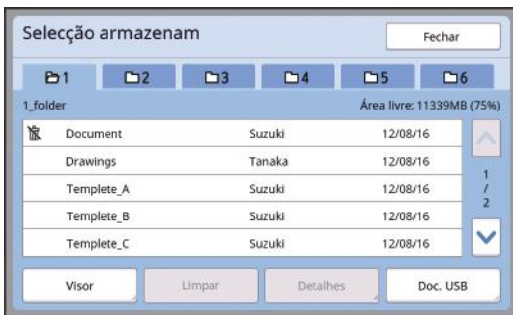 Selecção armazenam Fechar
1 2 3 4 5 6
1_folder Área livre: 11339MB (75%)
Document Suzuki 12/08/16
Drawings Tanaka 12/08/16
Templete_A Suzuki 12/08/16
Templete_B Suzuki 12/08/16
Templete_C Suzuki 12/08/16
1
/
2
Visor Limpar Detalhes Doc. USB